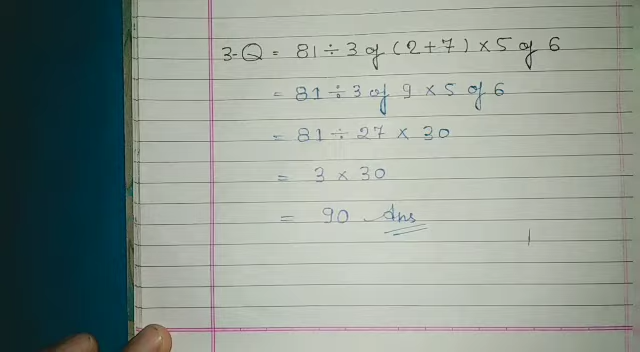 3-Q = 81 ÷ 3 of (2+7) × 5 of 6
= 81 ÷ 3 of 9 × 5 of 6
= 81 ÷ 27 × 30
= 3 × 30
= 90 Ans